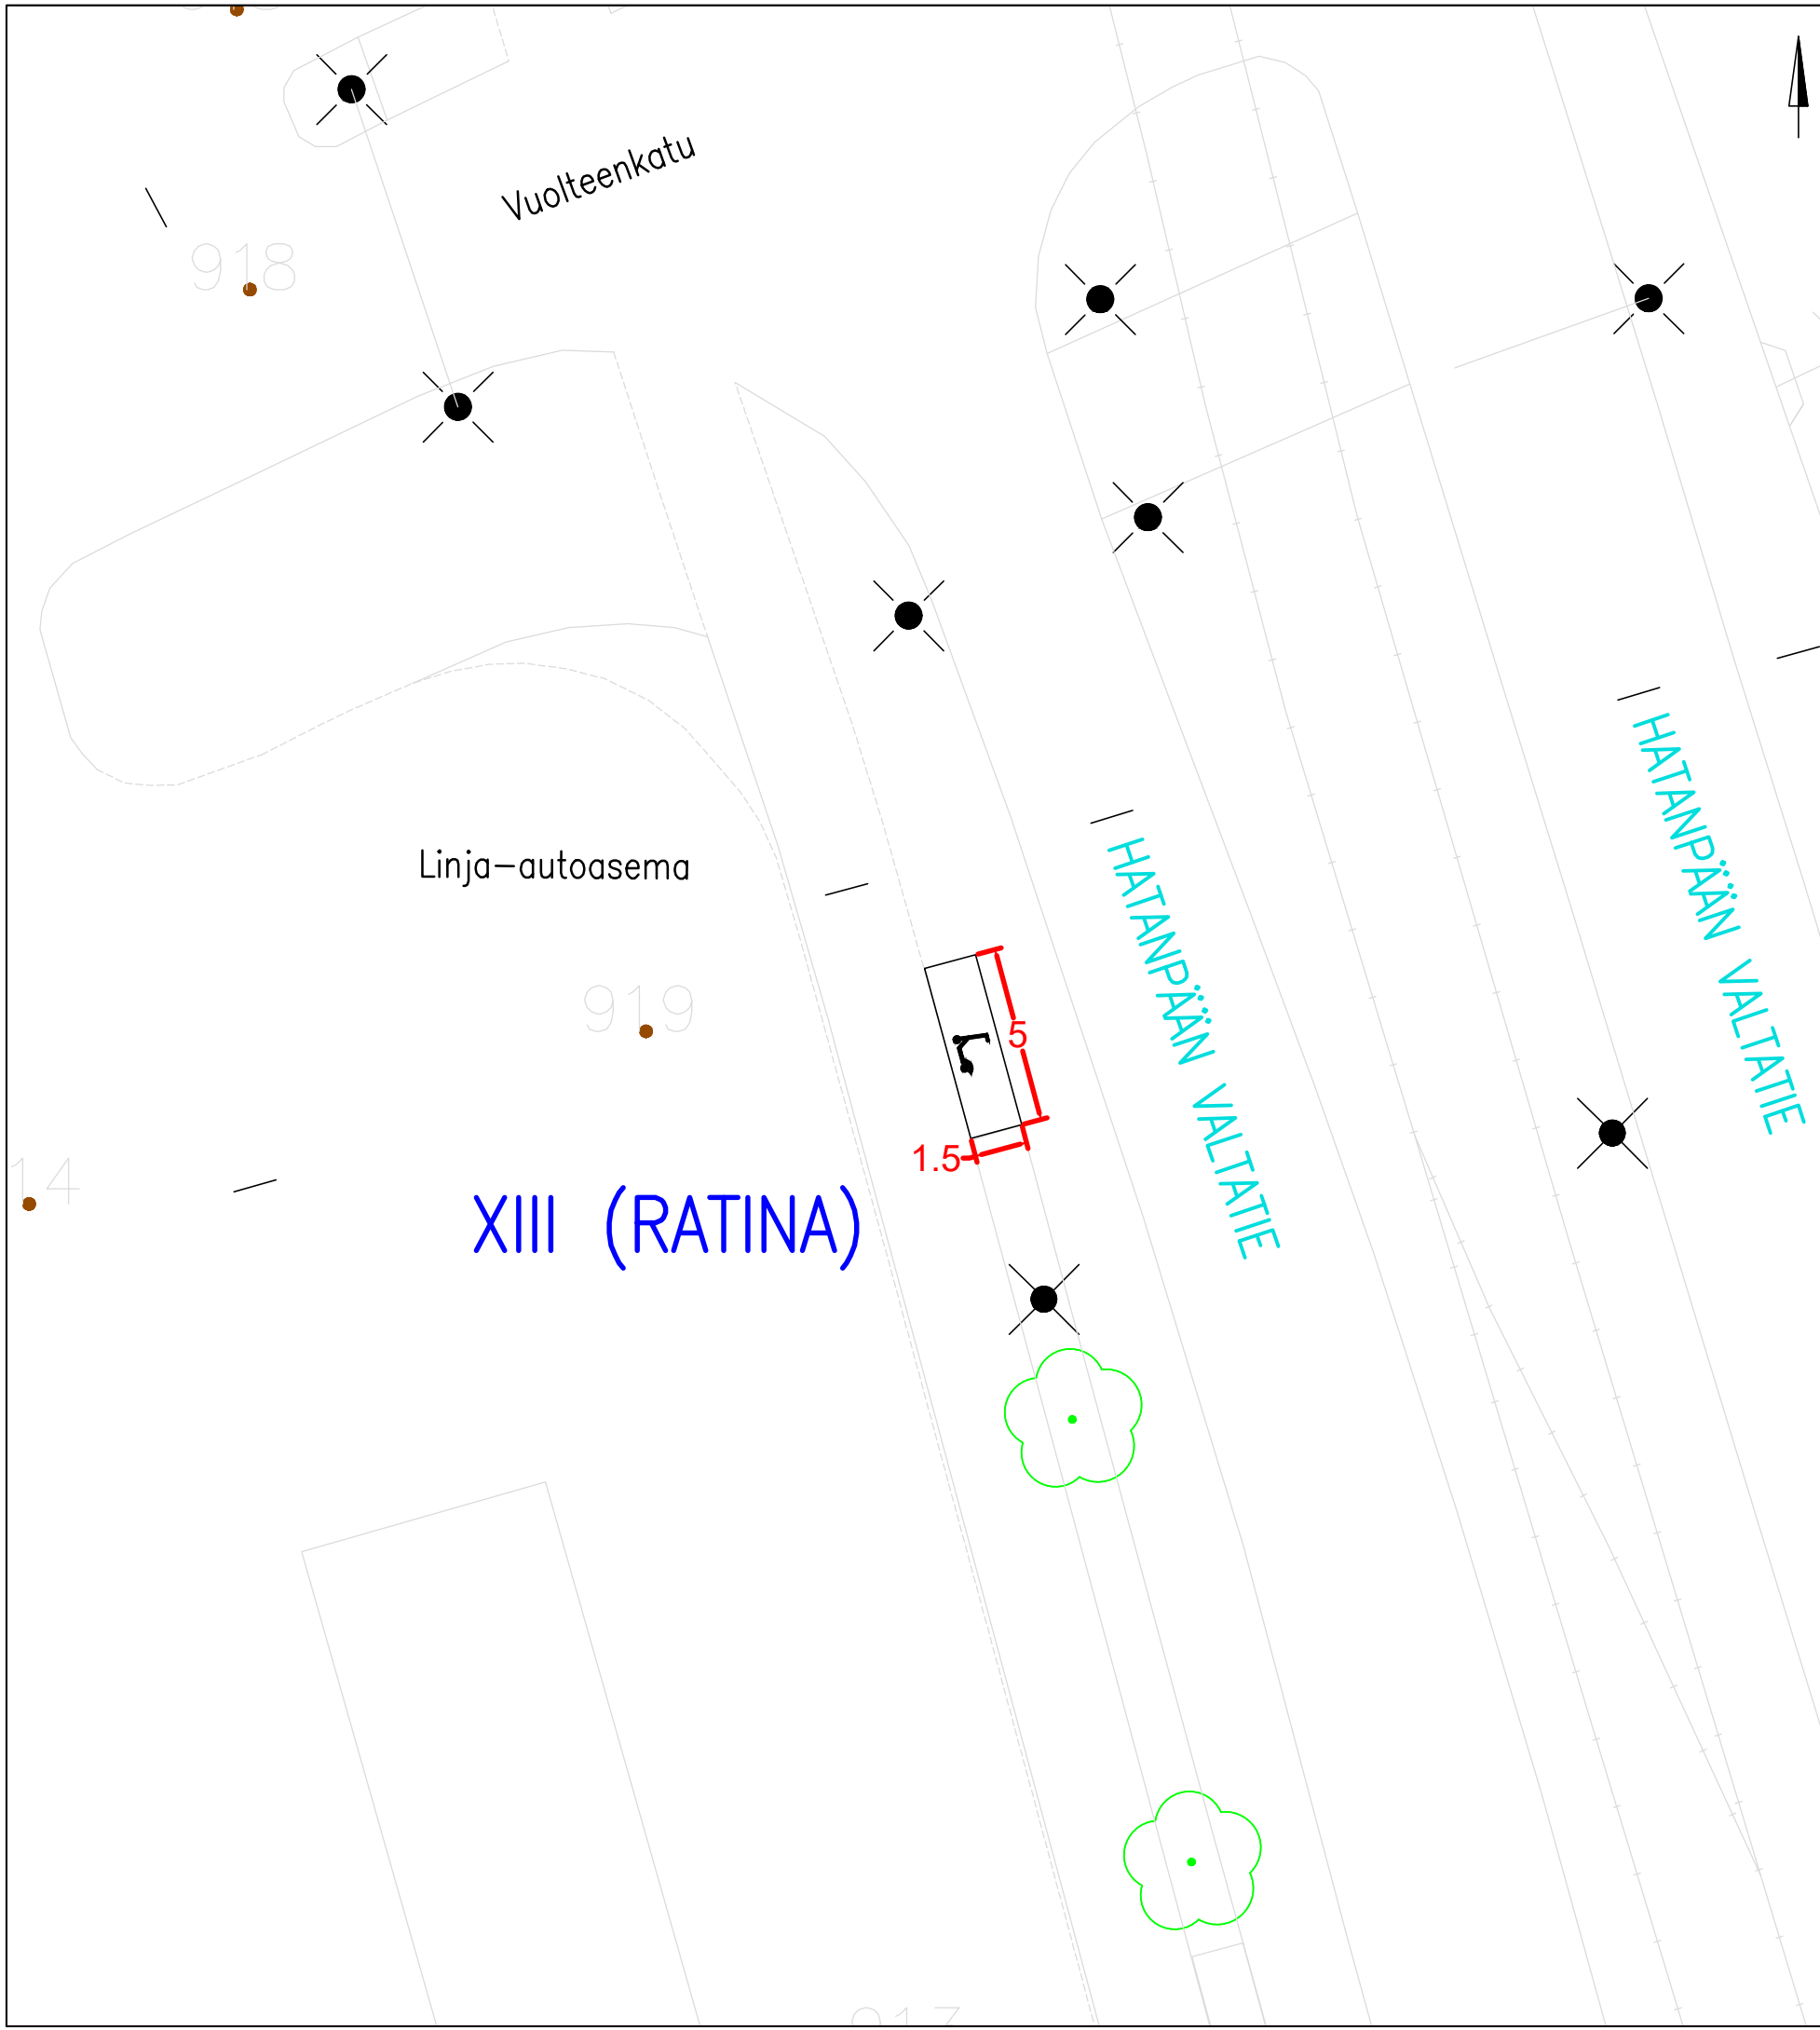 Vuolteenkatu
918
HATANPÄÄN VALTATIE
HATANPÄÄN VALTATIE
Linja-autoasema
919
5
1.5
14
XIII (RATINA)